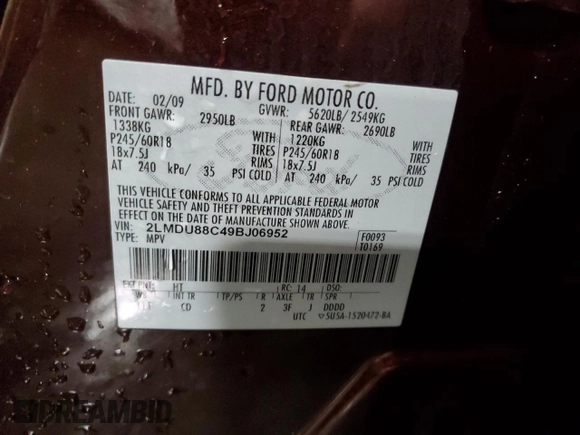 MFD. BY FORD MOTOR CO.
DATE: 02/09 GVWR: 5620LB/ 2549KG
FRONT GAWR: 2950LB REAR GAWR: 2690LB
1338KG WITH 1220KG WITH
P245/60R18 TIRES P245/60R18 TIRES
18x7.5J RIMS 18x7.5J RIMS
AT 240 kPa/ 35 PSI COLD AT 240 kPa/ 35 PSI COLD
THIS VEHICLE CONFORMS TO ALL APPLICABLE FEDERAL MOTOR
VEHICLE SAFETY AND THEFT PREVENTION STANDARDS IN
EFFECT ON THE DATE OF MANUFACTURE SHOWN ABOVE.
VIN: 2LMDU88C49BJ06952 F0093
TYPE: MPV T0169
EXT PNT: HT RC: 14 DSO:
INT TR TP/PS R AXLE TR SPR
CD 2 3F J DDDD
UTC 5U5A-1520472-BA
DREAMBID